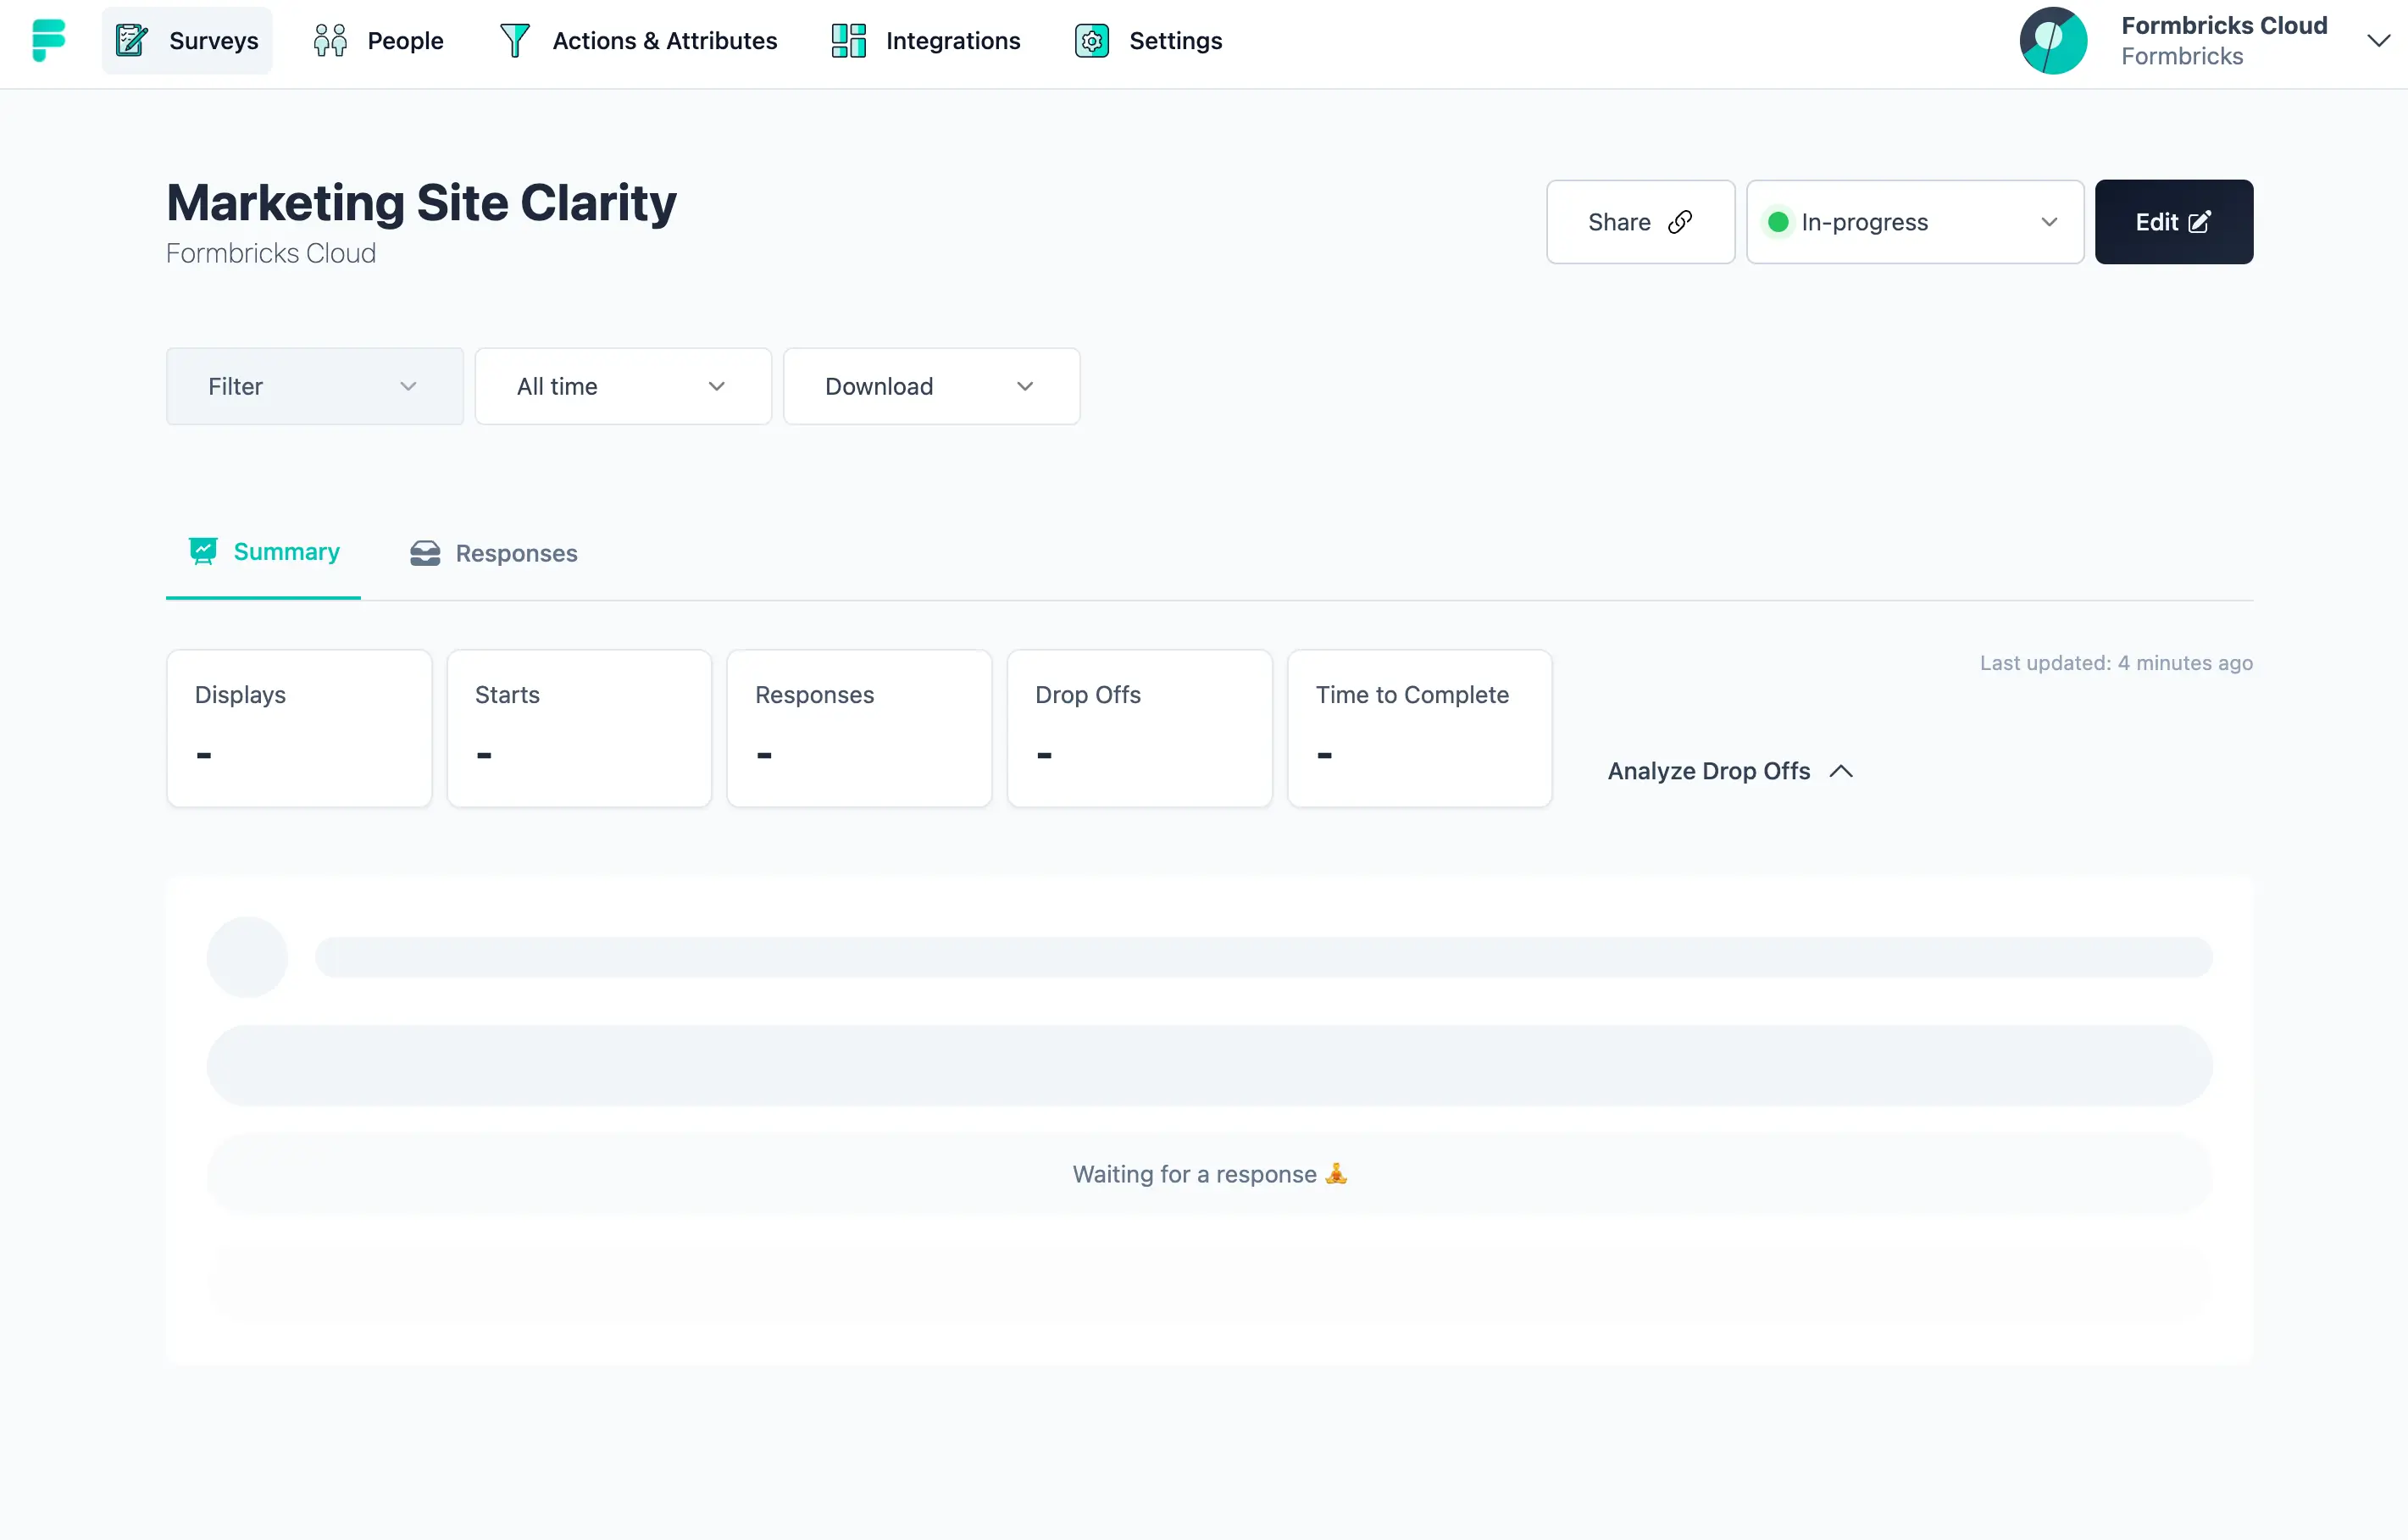 Surveys
People
Actions & Attributes
Integrations
Settings
Formbricks Cloud
Formbricks
Marketing Site Clarity
Formbricks Cloud
Share
In-progress
Edit
Filter
All time
Download
Summary
Responses
Last updated: 4 minutes ago
Displays
-
Starts
-
Responses
-
Drop Offs
-
Time to Complete
-
Analyze Drop Offs
Waiting for a response 🧘